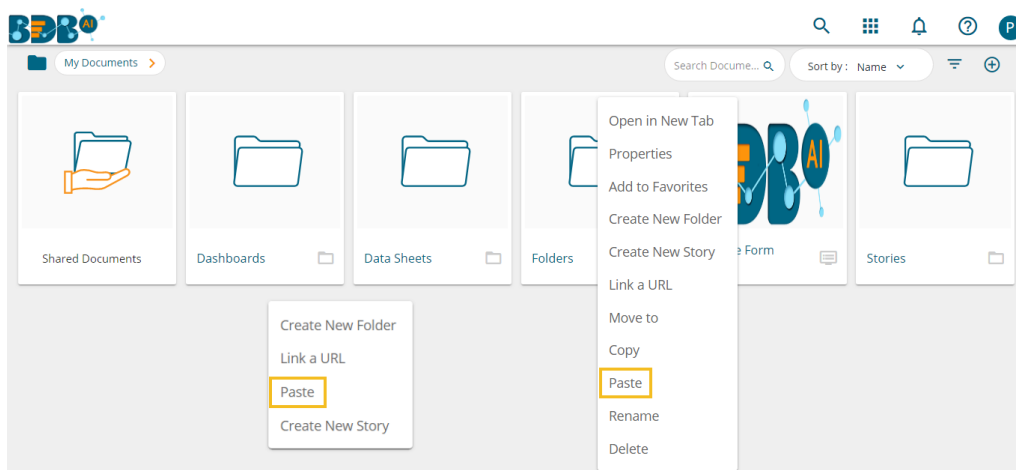 BDB AI
P
My Documents
Search Docume...
Sort by : Name
Shared Documents
Dashboards
Data Sheets
Folders
e Form
Stories
BDB AI
Open in New Tab
Properties
Add to Favorites
Create New Folder
Create New Story
Link a URL
Move to
Copy
Paste
Rename
Delete
Create New Folder
Link a URL
Paste
Create New Story